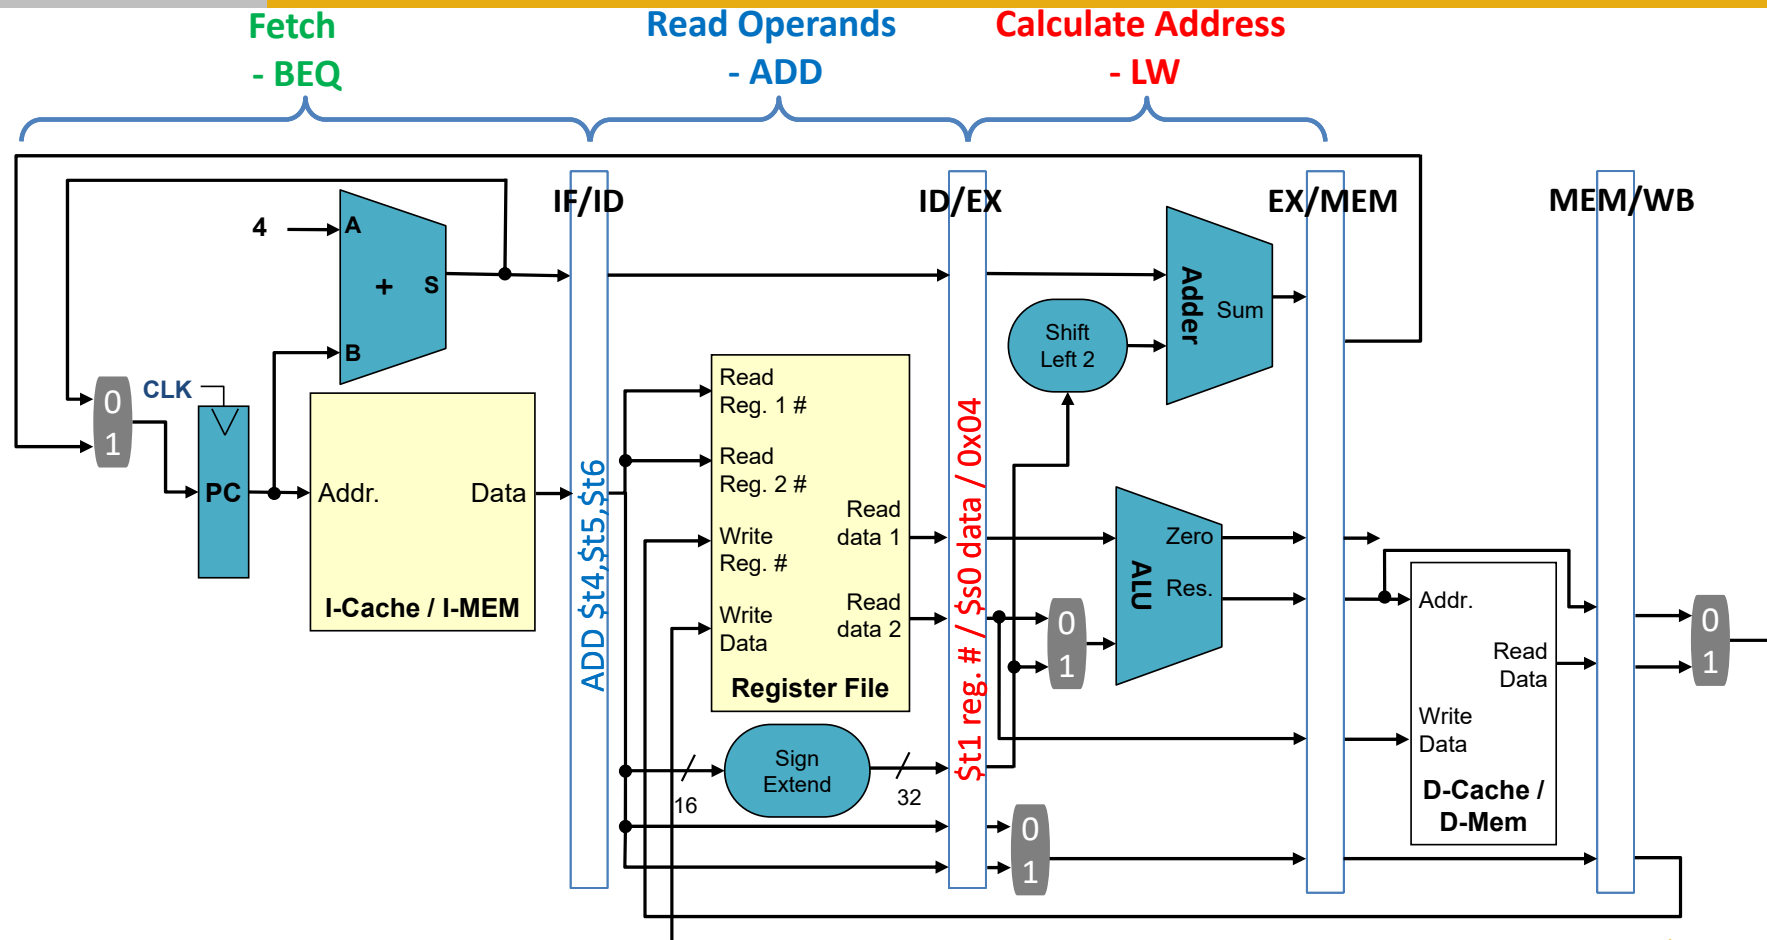 Fetch
- BEQ
Read Operands
- ADD
Calculate Address
- LW
IF/ID
ID/EX
EX/MEM
MEM/WB
4
A
+
S
B
CLK
0
1
PC
Addr.
Data
I-Cache / I-MEM
ADD $t4,$t5,$t6
Read
Reg. 1 #
Read
Reg. 2 #
Write
Reg. #
Write
Data
Read
data 1
Read
data 2
Register File
Sign
Extend
16
32
$t1 reg. # / $s0 data / 0x04
Shift
Left 2
Adder
Sum
ALU
Zero
Res.
0
1
0
1
Addr.
Read
Data
Write
Data
D-Cache /
D-Mem
0
1